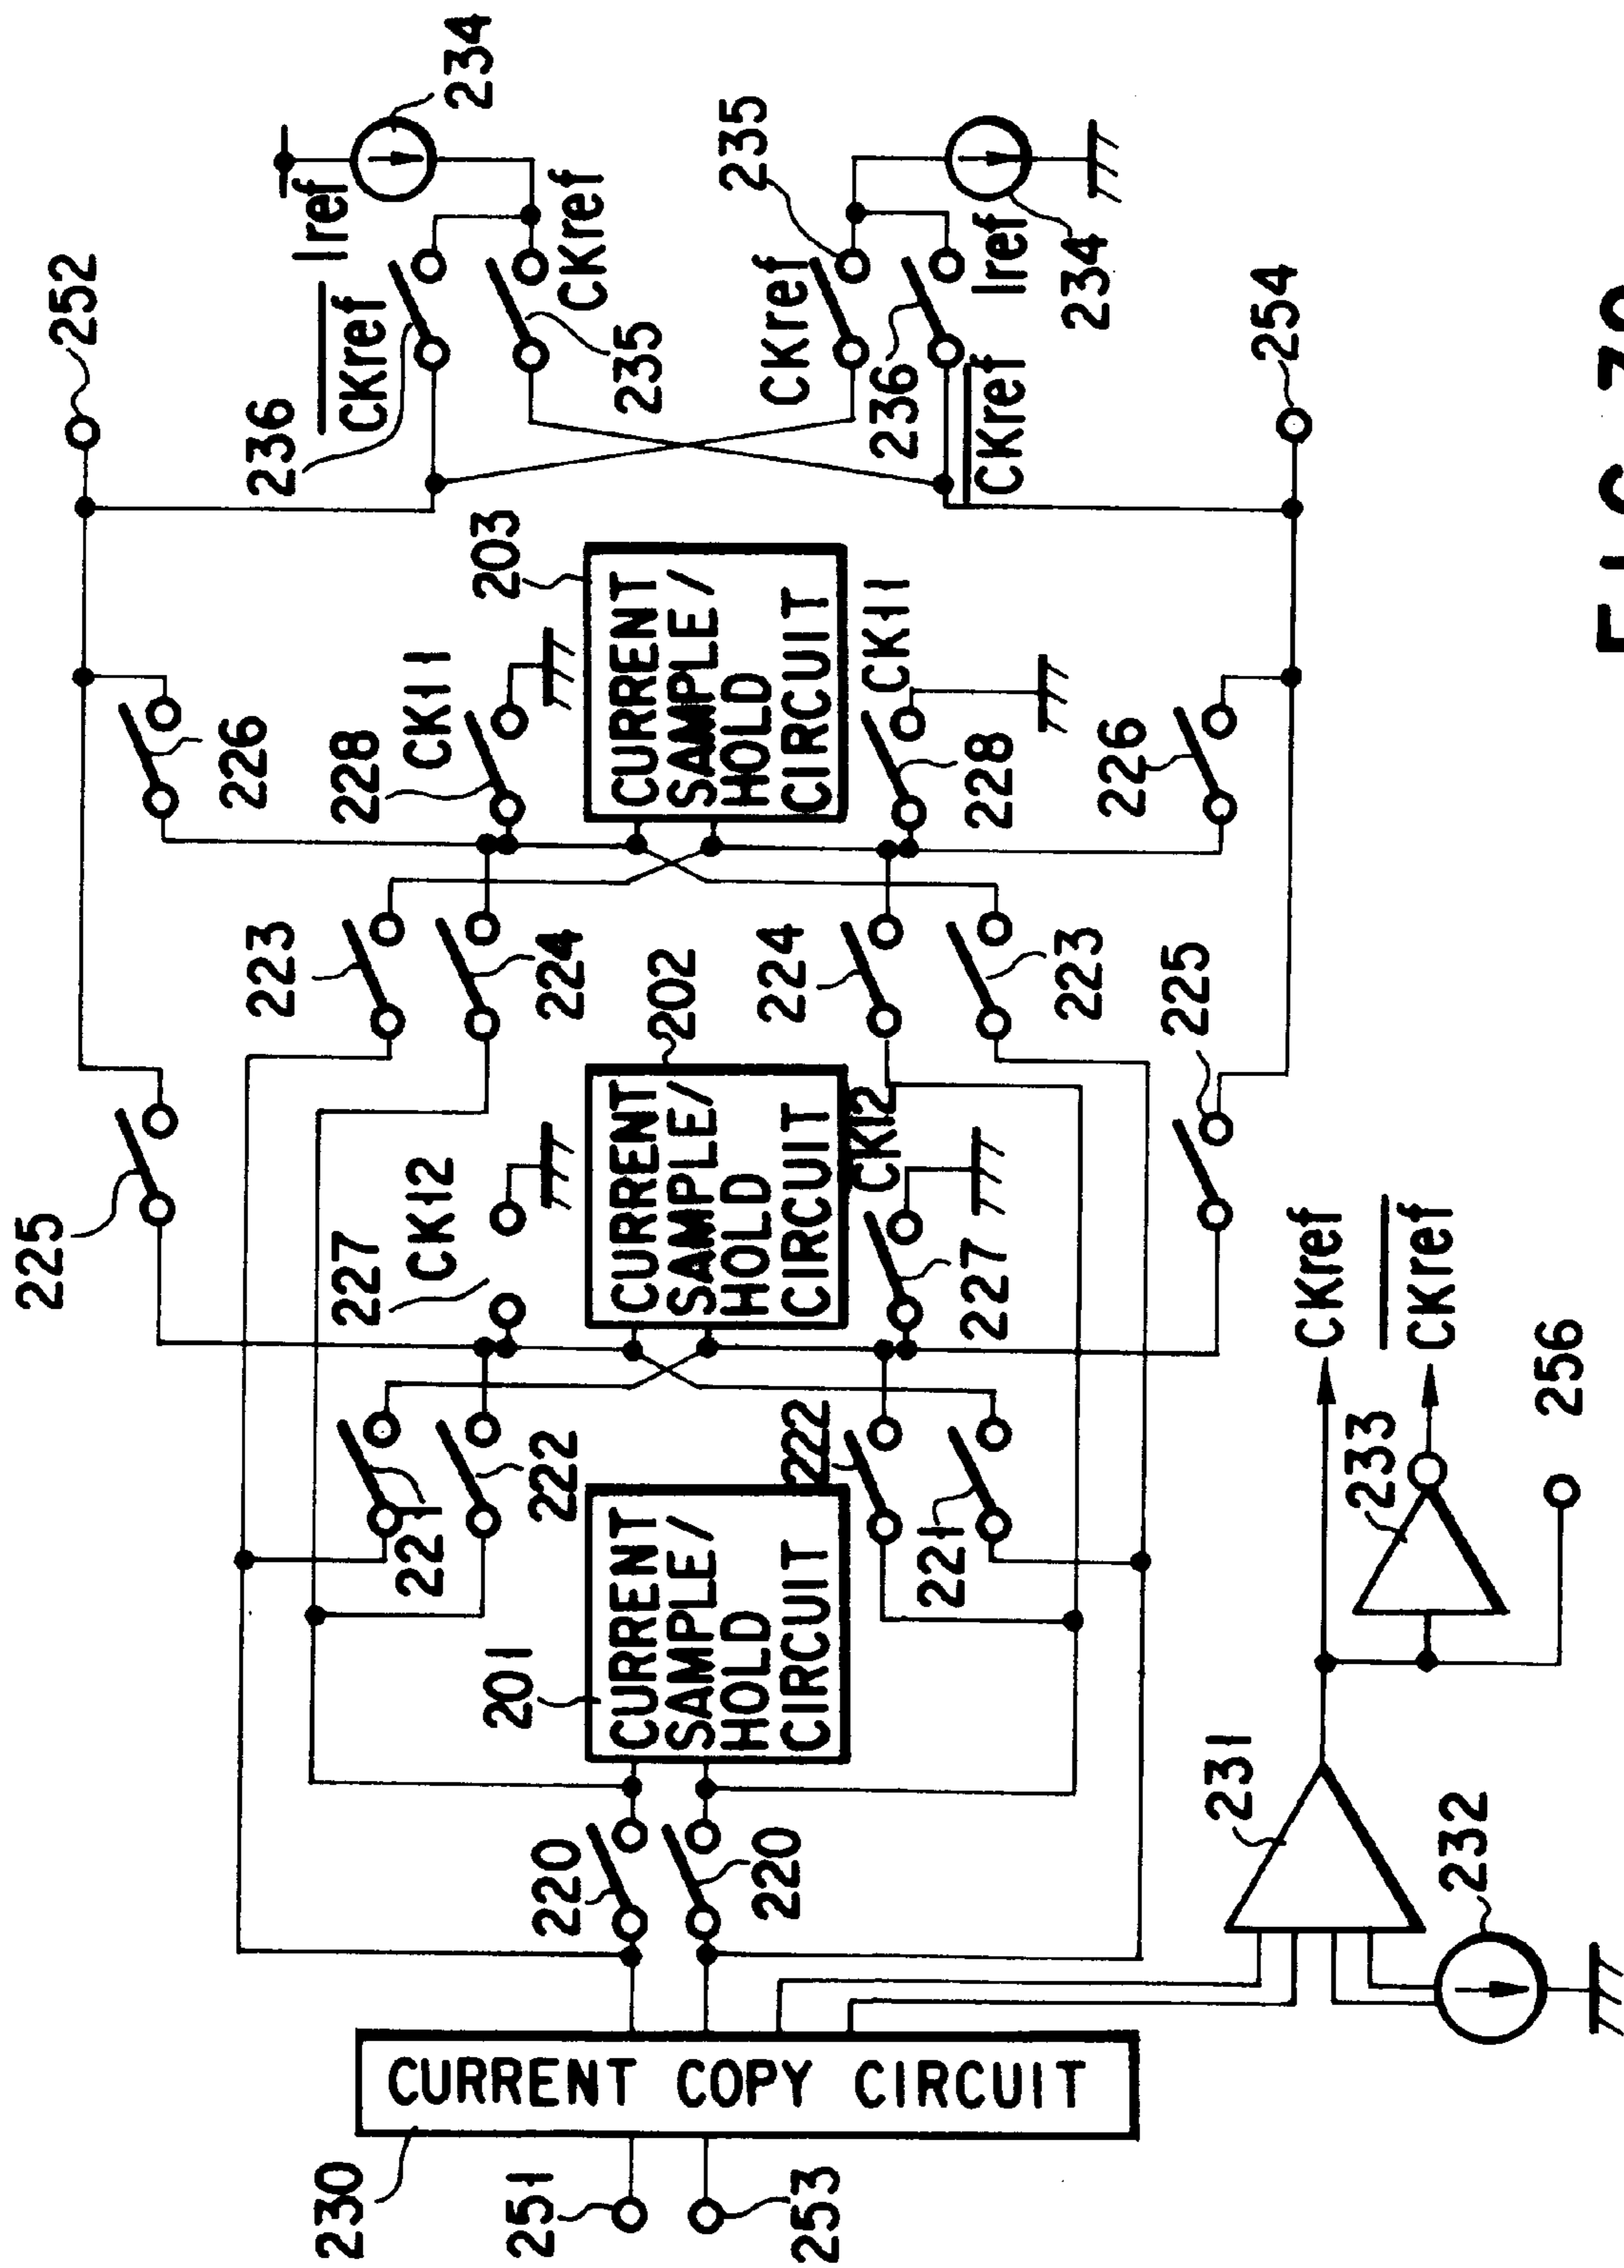 252
Iref
234
236
CKref
CKref
235
225
226
228
CK11
203
CURRENT
SAMPLE/
HOLD
CIRCUIT
CK11
228
226
CKref
235
236
CKref
Iref
234
254
223
224
202
224
223
225
227
CK12
CURRENT
SAMPLE/
HOLD
CIRCUIT
CK12
227
221
222
222
221
201
CURRENT
SAMPLE/
HOLD
CIRCUIT
220
220
230
CURRENT COPY CIRCUIT
251
253
231
232
233
CKref
CKref
256